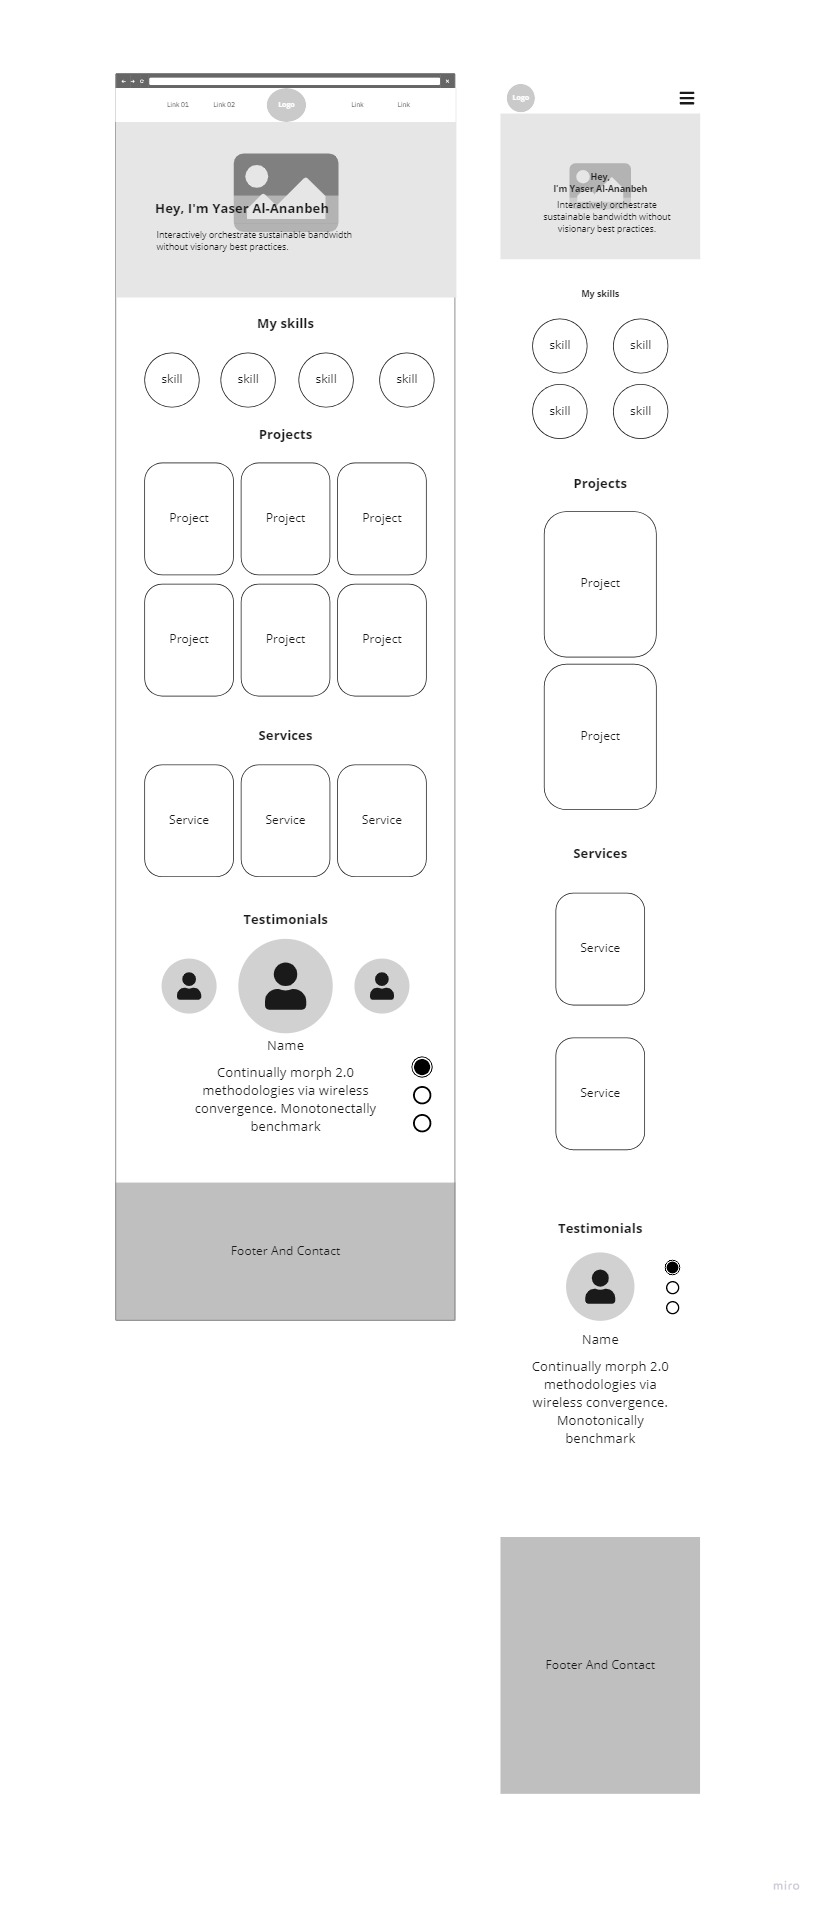 Link 01
Link 02
Logo
Link
Link
Hey, I'm Yaser Al-Ananbeh
Interactively orchestrate sustainable bandwidth
without visionary best practices.
My skills
skill
skill
skill
skill
Projects
Project
Project
Project
Project
Project
Project
Services
Service
Service
Service
Testimonials
Name
Continually morph 2.0
methodologies via wireless
convergence. Monotonectally
benchmark
Footer And Contact
Logo
Hey,
I'm Yaser Al-Ananbeh
Interactively orchestrate
sustainable bandwidth without
visionary best practices.
My skills
skill
skill
skill
skill
Projects
Project
Project
Services
Service
Service
Testimonials
Name
Continually morph 2.0
methodologies via
wireless convergence.
Monotonically
benchmark
Footer And Contact
miro